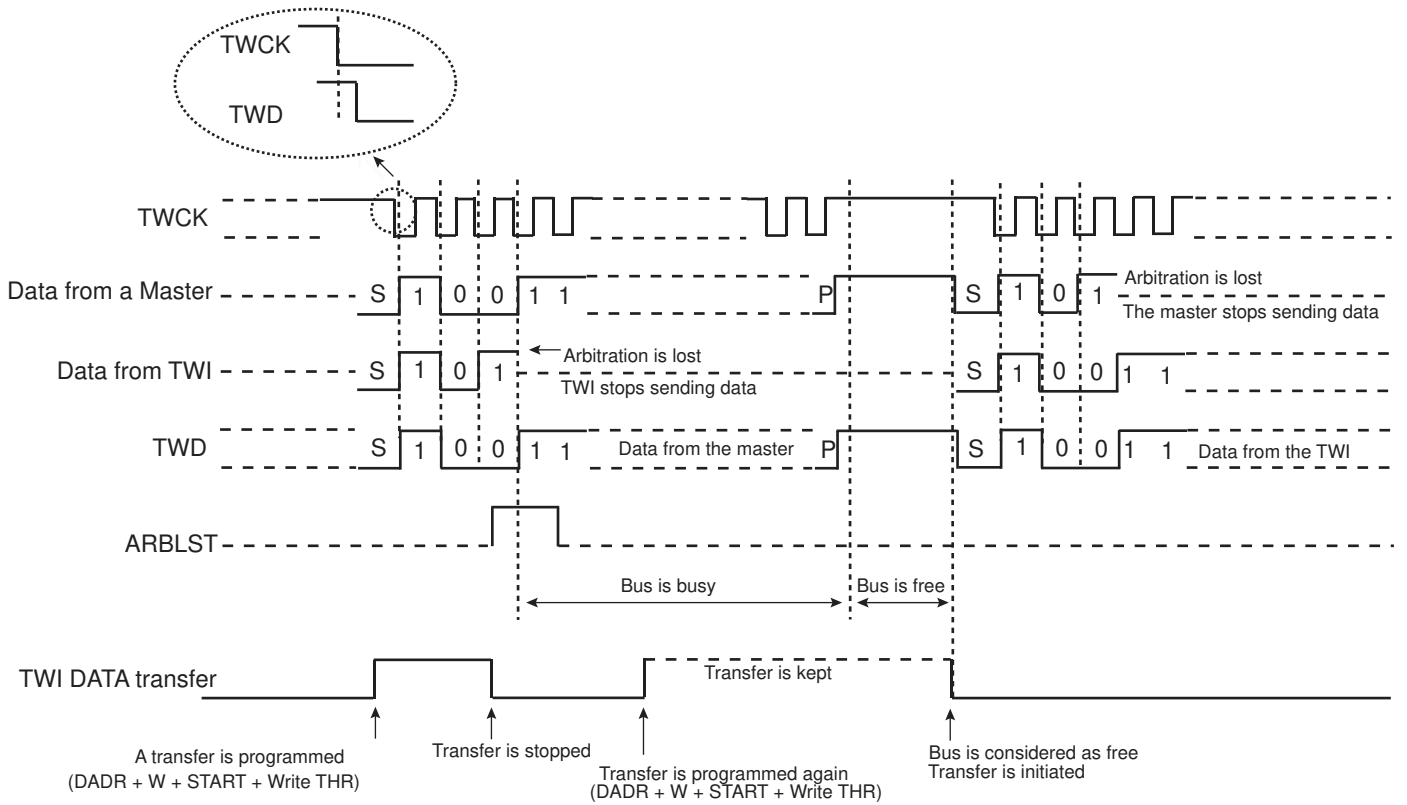 TWCK
TWD
TWCK
Data from a Master S 1 0 0 1 1 P S 1 0 1 Arbitration is lost
The master stops sending data
Data from TWI S 1 0 1 Arbitration is lost S 1 0 0 1 1
TWI stops sending data
TWD S 1 0 0 1 1 Data from the master P S 1 0 0 1 1 Data from the TWI
ARBLST
Bus is busy Bus is free
TWI DATA transfer Transfer is kept
A transfer is programmed
(DADR + W + START + Write THR)
Transfer is stopped
Transfer is programmed again
(DADR + W + START + Write THR)
Bus is considered as free
Transfer is initiated